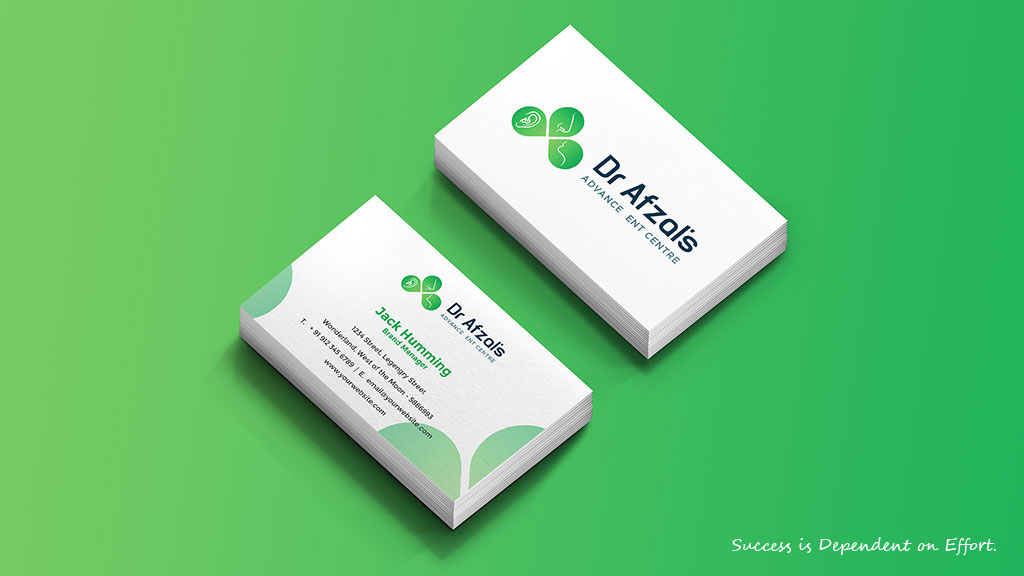 Dr Afzal's
ADVANCE ENT CENTRE
Dr Afzal's
ADVANCE ENT CENTRE
Jack Humming
Brand Manager
1234 Street, Legengry Street
Wonderland, West of the Moon - 5886993
T. +91 912 345 6789 | E. email@yourwebsite.com
www.yourwebsite.com
Success is Dependent on Effort.